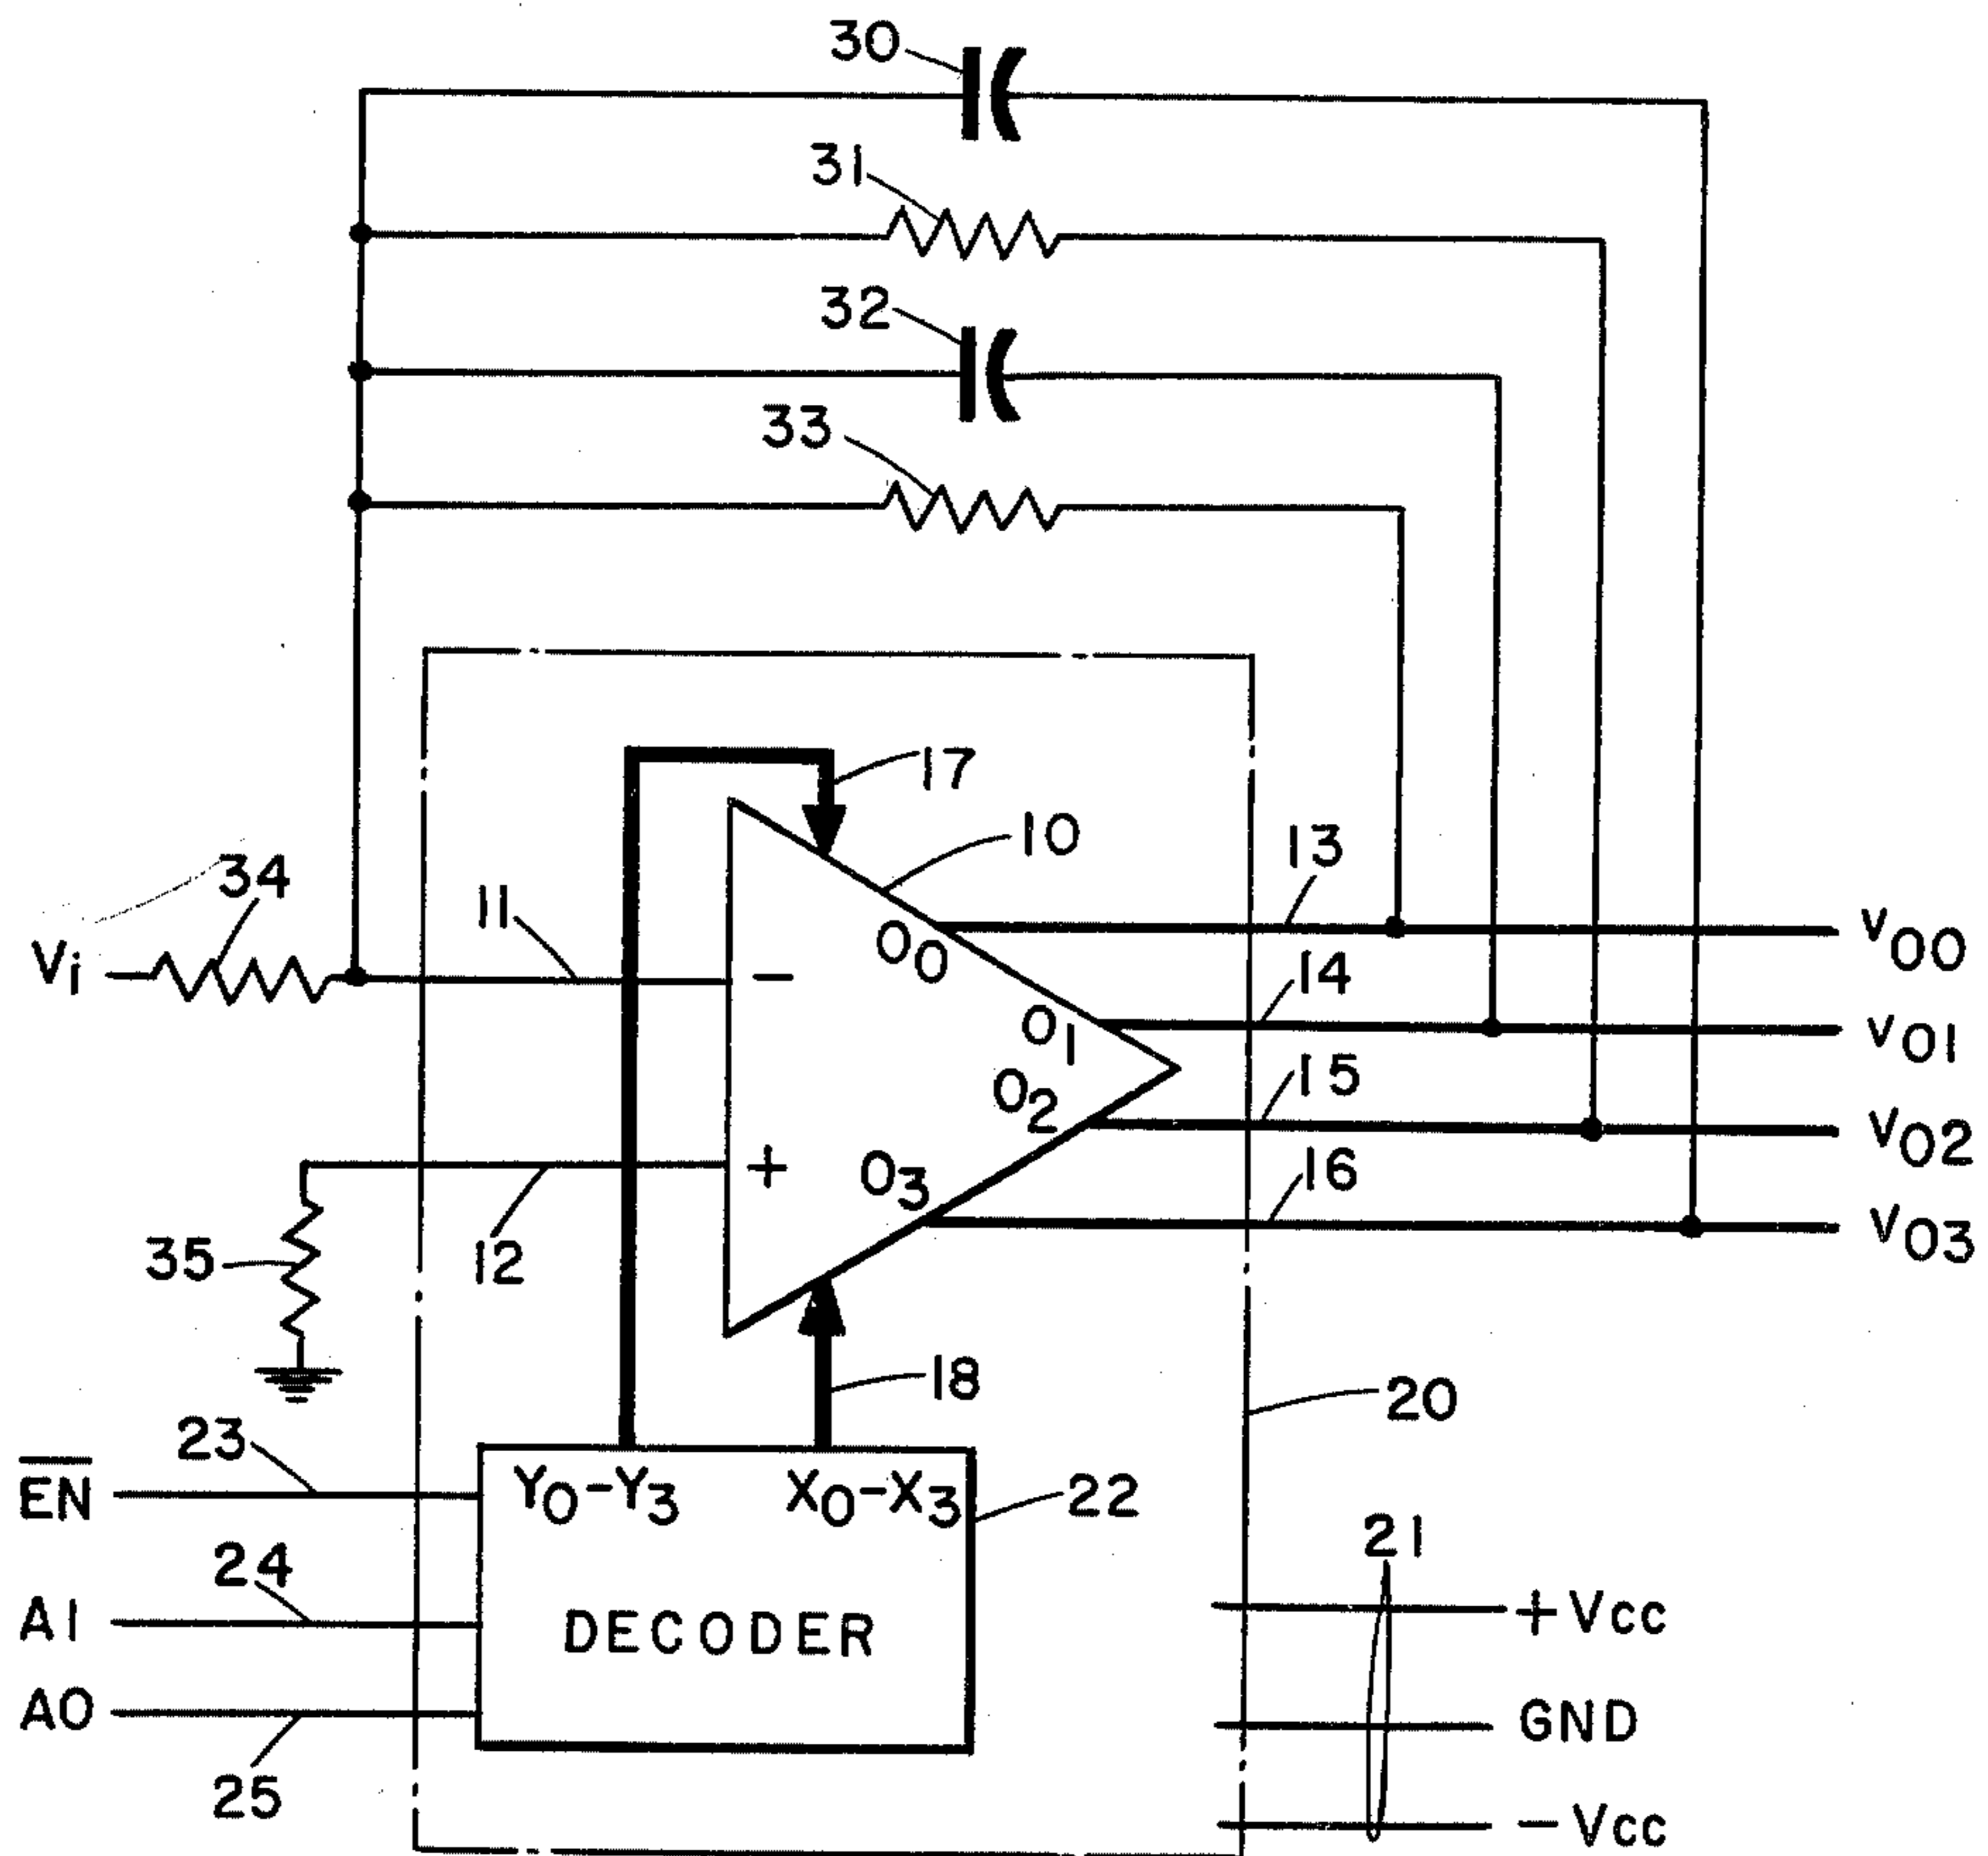 30
31
32
33
17
10
13
34
11
Vi
O0
V00
14
O1
V01
15
O2
V02
16
O3
V03
−
+
35
12
18
20
23
EN
Y0-Y3
X0-X3
22
24
21
A1
DECODER
+Vcc
A0
GND
25
−Vcc